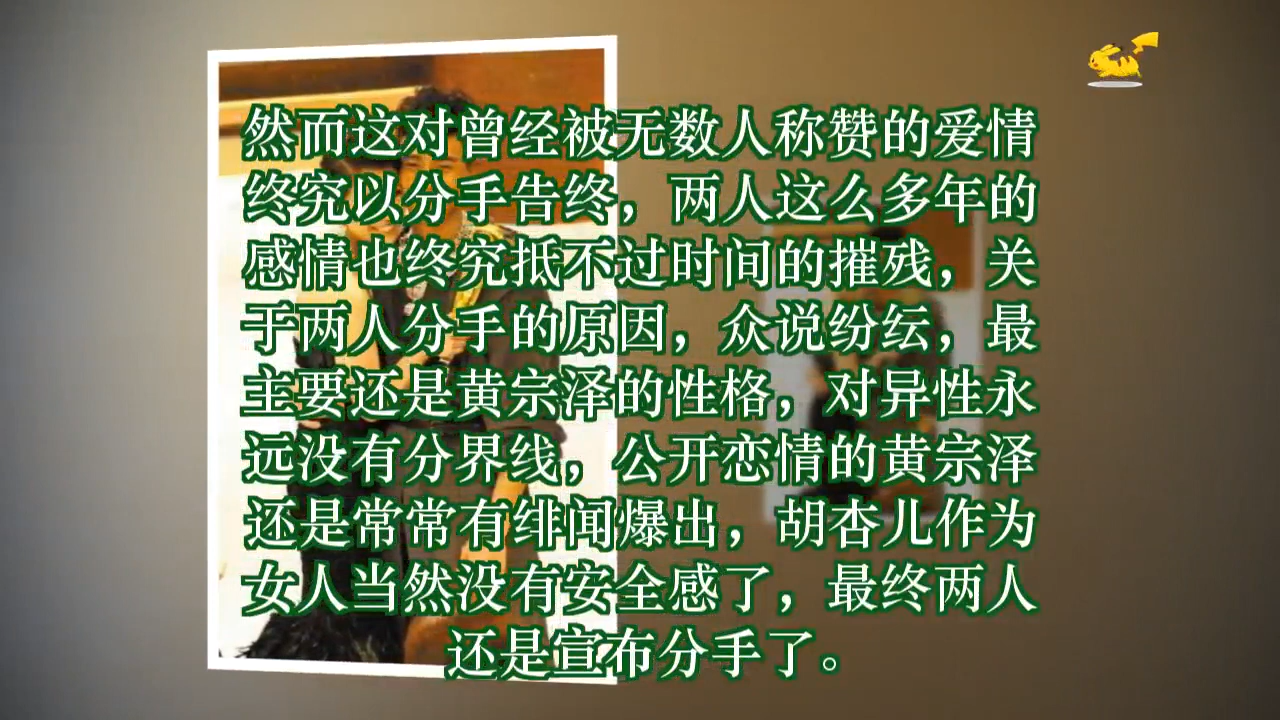 然而这对曾经被无数人称赞的爱情
终究以分手告终，两人这么多年的
感情也终究抵不过时间的摧残，关
于两人分手的原因，众说纷纭，最
主要还是黄宗泽的性格，对异性永
远没有分界线，公开恋情的黄宗泽
还是常常有绯闻爆出，胡杏儿作为
女人当然没有安全感了，最终两人
还是宣布分手了。